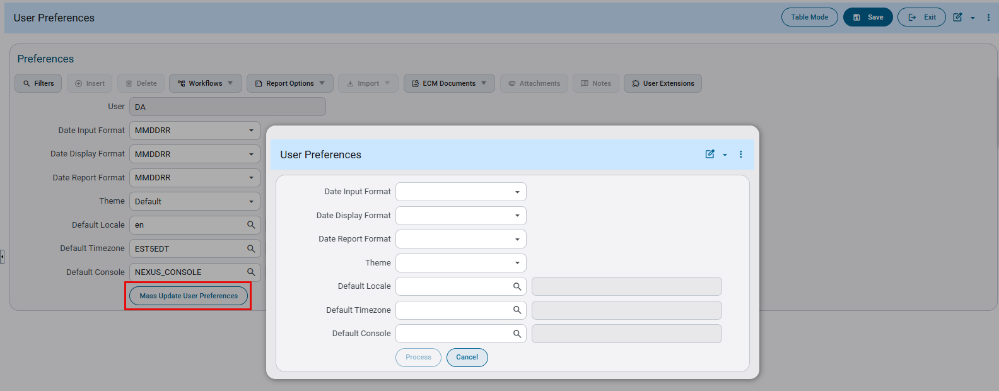 User Preferences
Table Mode
Save
Exit
Preferences
Filters
Insert
Delete
Workflows
Report Options
Import
ECM Documents
Attachments
Notes
User Extensions
User
DA
Date Input Format
MMDDRR
Date Display Format
MMDDRR
Date Report Format
MMDDRR
Theme
Default
Default Locale
en
Default Timezone
EST5EDT
Default Console
NEXUS_CONSOLE
Mass Update User Preferences
User Preferences
Date Input Format
Date Display Format
Date Report Format
Theme
Default Locale
Default Timezone
Default Console
Process
Cancel